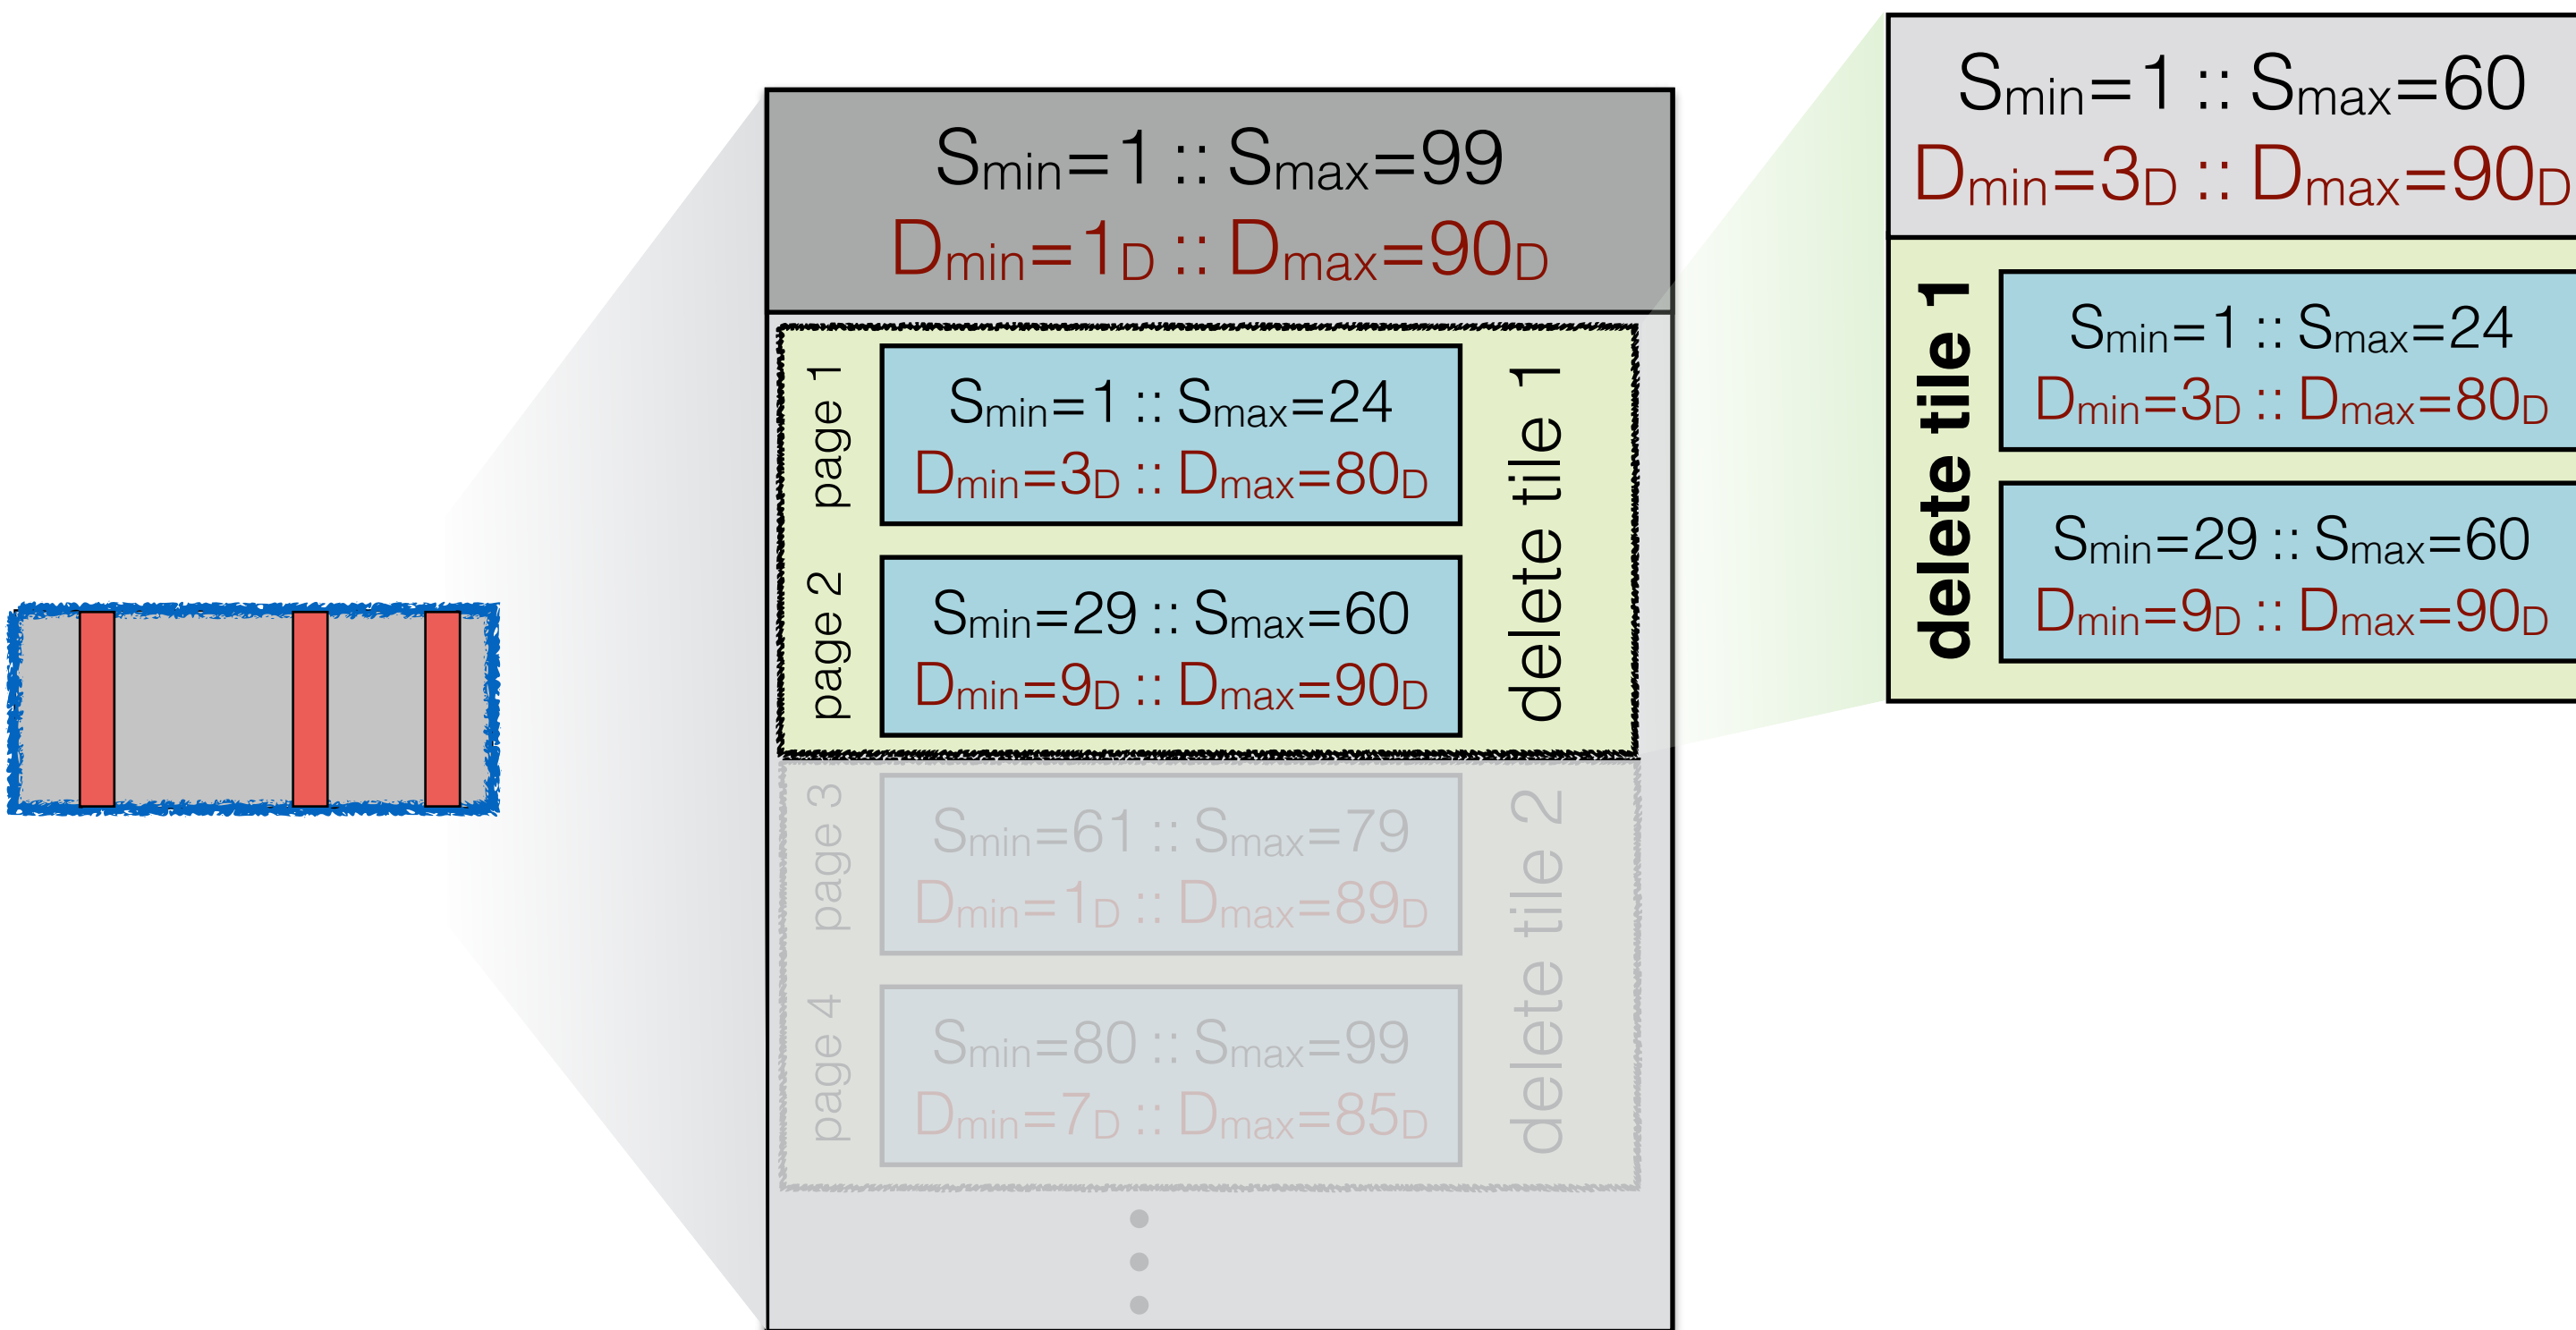 Smin=1 :: Smax=99
Dmin=1D :: Dmax=90D
page 1
Smin=1 :: Smax=24
Dmin=3D :: Dmax=80D
page 2
Smin=29 :: Smax=60
Dmin=9D :: Dmax=90D
delete tile 1
page 3
Smin=61 :: Smax=79
Dmin=1D :: Dmax=89D
page 4
Smin=80 :: Smax=99
Dmin=7D :: Dmax=85D
delete tile 2
Smin=1 :: Smax=60
Dmin=3D :: Dmax=90D
delete tile 1
Smin=1 :: Smax=24
Dmin=3D :: Dmax=80D
Smin=29 :: Smax=60
Dmin=9D :: Dmax=90D